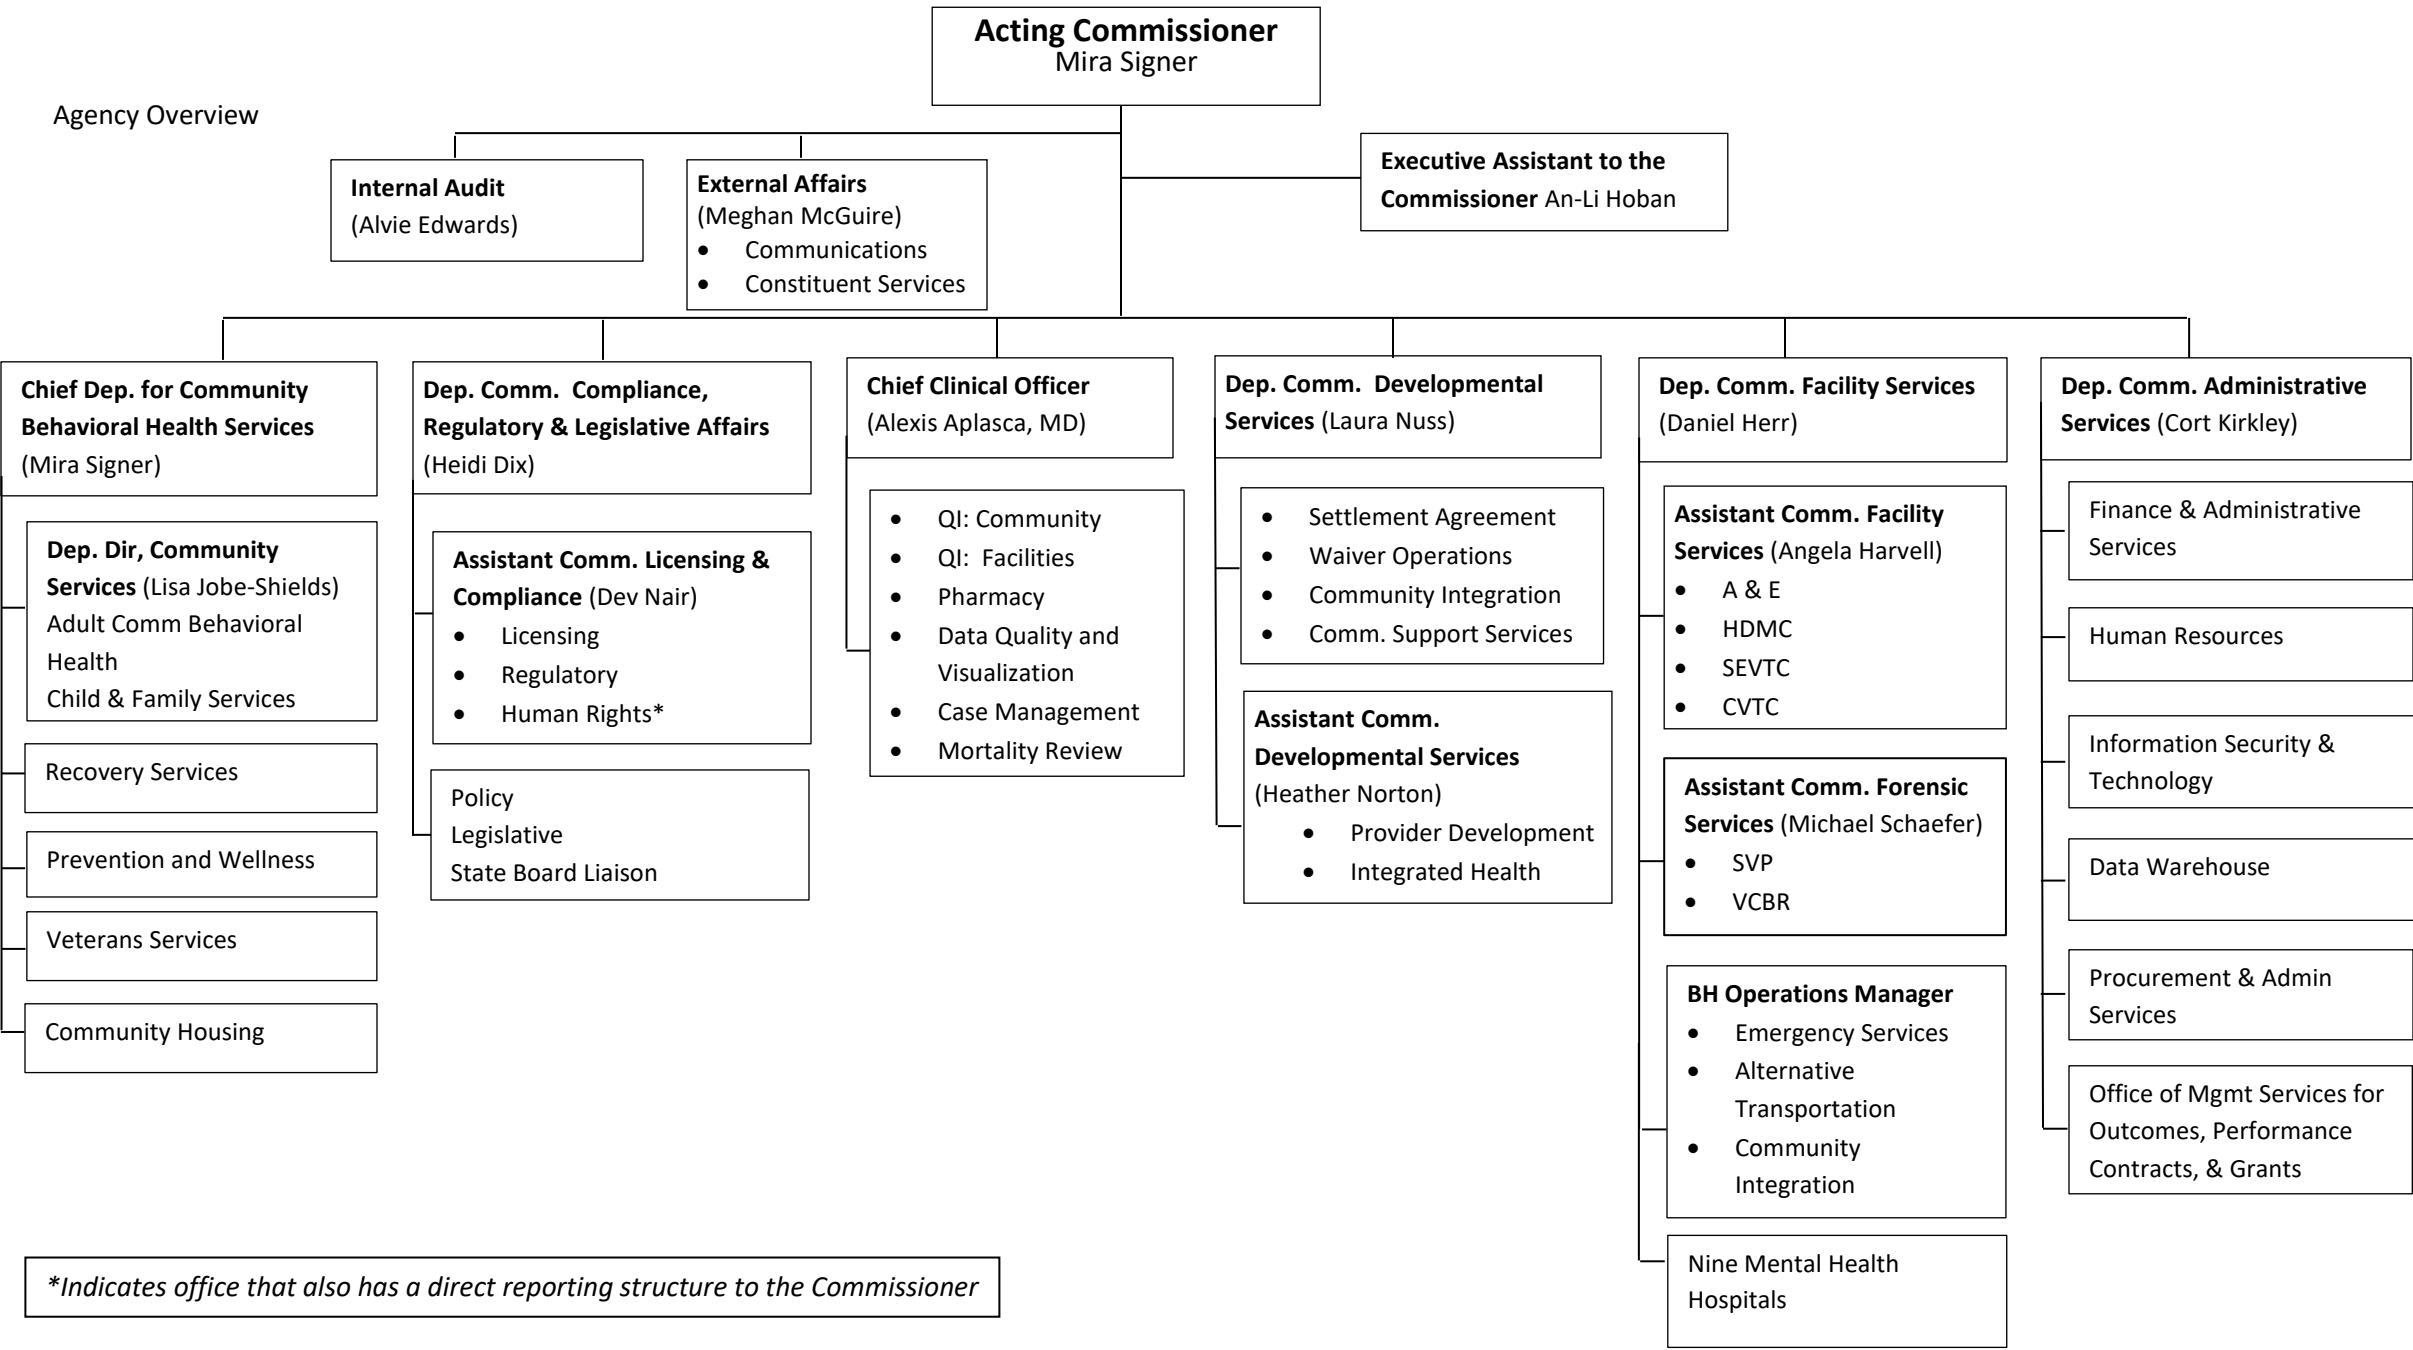 Acting Commissioner
Mira Signer
Agency Overview
Internal Audit
(Alvie Edwards)
External Affairs
(Meghan McGuire)
• Communications
• Constituent Services
Executive Assistant to the
Commissioner An-Li Hoban
Chief Dep. for Community
Behavioral Health Services
(Mira Signer)
Dep. Dir, Community
Services (Lisa Jobe-Shields)
Adult Comm Behavioral
Health
Child & Family Services
Recovery Services
Prevention and Wellness
Veterans Services
Community Housing
Dep. Comm. Compliance,
Regulatory & Legislative Affairs
(Heidi Dix)
Assistant Comm. Licensing &
Compliance (Dev Nair)
• Licensing
• Regulatory
• Human Rights*
Policy
Legislative
State Board Liaison
Chief Clinical Officer
(Alexis Aplasca, MD)
• QI: Community
• QI: Facilities
• Pharmacy
• Data Quality and
Visualization
• Case Management
• Mortality Review
Dep. Comm. Developmental
Services (Laura Nuss)
• Settlement Agreement
• Waiver Operations
• Community Integration
• Comm. Support Services
Assistant Comm.
Developmental Services
(Heather Norton)
• Provider Development
• Integrated Health
Dep. Comm. Facility Services
(Daniel Herr)
Assistant Comm. Facility
Services (Angela Harvell)
• A & E
• HDMC
• SEVTC
• CVTC
Assistant Comm. Forensic
Services (Michael Schaefer)
• SVP
• VCBR
BH Operations Manager
• Emergency Services
• Alternative
Transportation
• Community
Integration
Nine Mental Health
Hospitals
Dep. Comm. Administrative
Services (Cort Kirkley)
Finance & Administrative
Services
Human Resources
Information Security &
Technology
Data Warehouse
Procurement & Admin
Services
Office of Mgmt Services for
Outcomes, Performance
Contracts, & Grants
*Indicates office that also has a direct reporting structure to the Commissioner